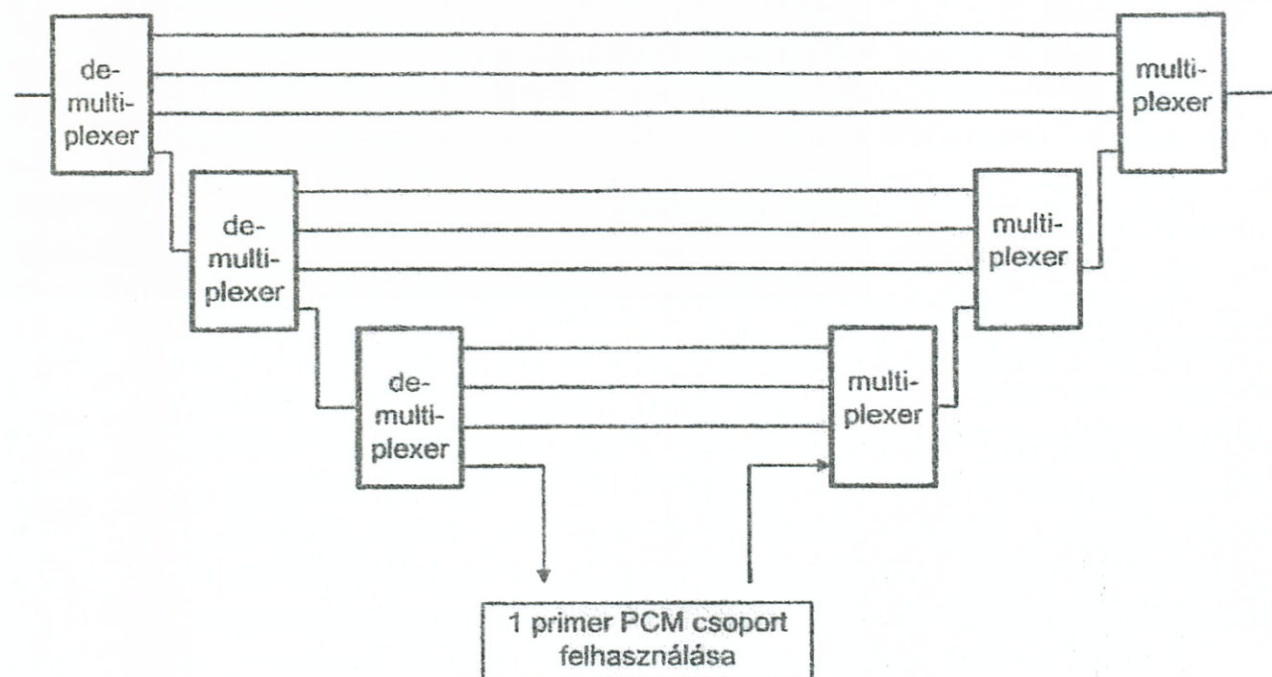 de-
multi-
plexer
multi-
plexer
de-
multi-
plexer
multi-
plexer
de-
multi-
plexer
multi-
plexer
1 primer PCM csoport
felhasználása